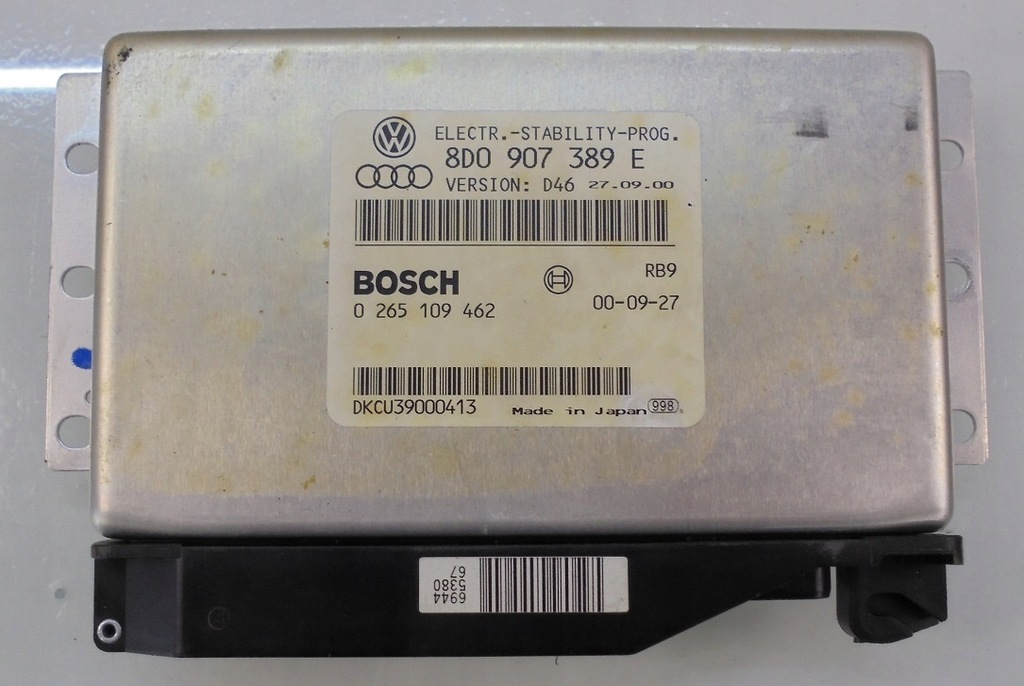 ELECTR.-STABILITY-PROG.
8D0 907 389 E
VERSION: D46 27.09.00
BOSCH
RB9
0 265 109 462
00-09-27
DKCU39000413
Made in Japan 998
6944
5380
67